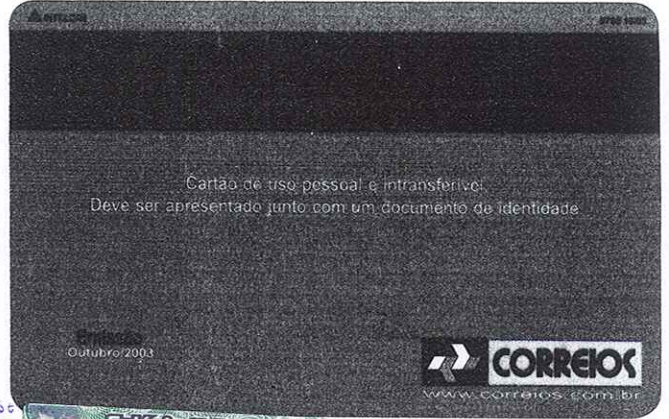 Cartão de uso pessoal e intransferível
Deve ser apresentado junto com um documento de identidade
Emissão
Outubro/2003
CORREIOS
www.correios.com.br